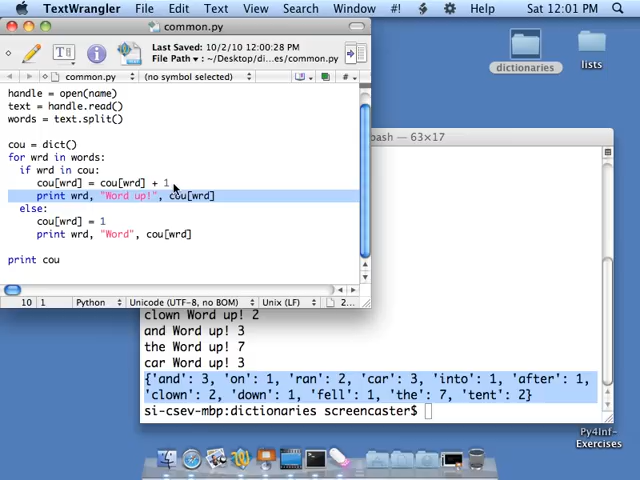 TextWrangler File Edit Text View Search Go Window #! Help Sat 12:01 PM
common.py
Last Saved: 10/2/10 12:00:28 PM
File Path: ~/Desktop/di...es/common.py
common.py (no symbol selected) #
handle = open(name)
text = handle.read()
words = text.split()
cou = dict()
for wrd in words:
if wrd in cou:
cou[wrd] = cou[wrd] + 1
print wrd, "Word up!", cou[wrd]
else:
cou[wrd] = 1
print wrd, "Word", cou[wrd]
print cou
10 1 Python Unicode (UTF-8, no BOM) Unix (LF) 2...
dictionaries
lists
bash — 63×17
clown Word up! 2
and Word up! 3
the Word up! 7
car Word up! 3
{'and': 3, 'on': 1, 'ran': 2, 'car': 3, 'into': 1, 'after': 1,
'clown': 2, 'down': 1, 'fell': 1, 'the': 7, 'tent': 2}
si-csev-mbp:dictionaries screencaster$
Py4Inf-
Exercises